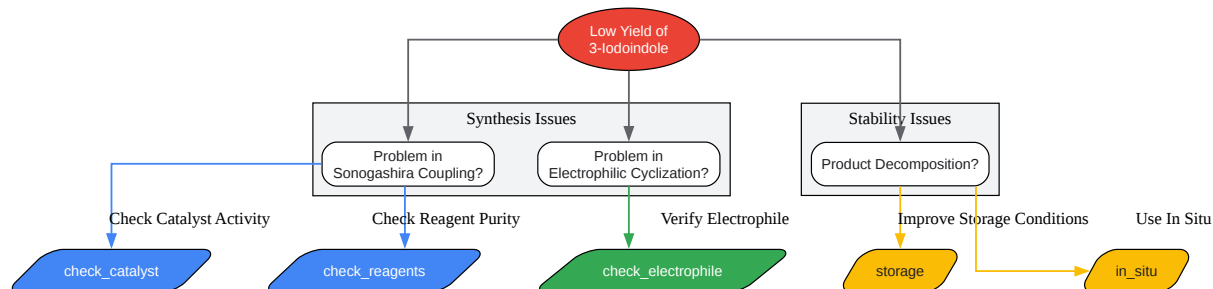 Low Yield of
3-Iodoindole
Synthesis Issues
Stability Issues
Problem in
Sonogashira Coupling?
Problem in
Electrophilic Cyclization?
Product Decomposition?
Check Catalyst Activity
Check Reagent Purity
Verify Electrophile
Improve Storage Conditions
Use In Situ
check_catalyst
check_reagents
check_electrophile
storage
in_situ